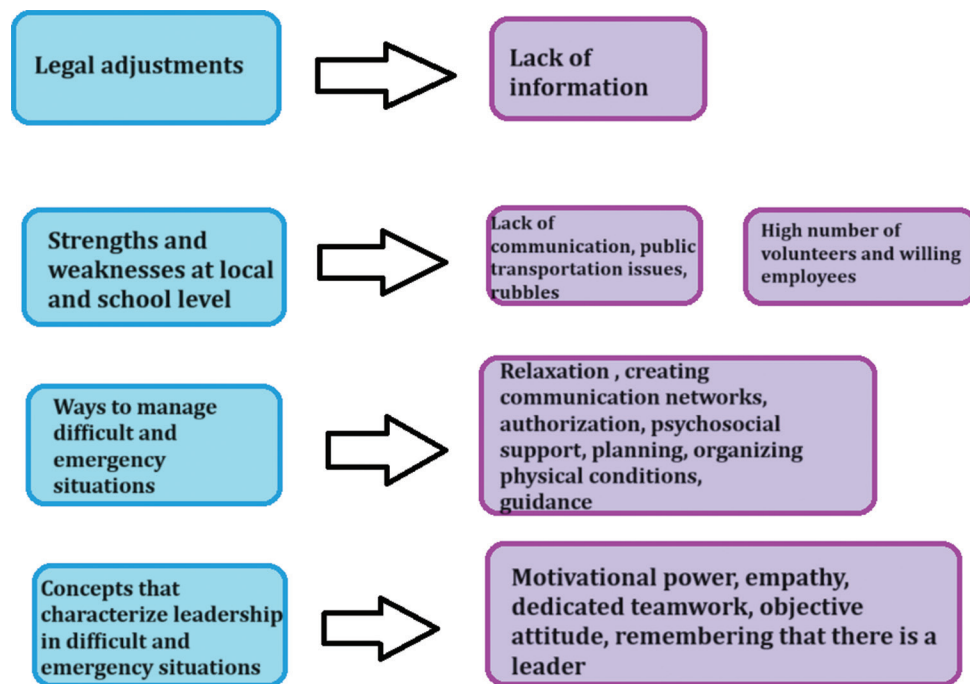 Legal adjustments
Lack of
information
Strengths and
weaknesses at local
and school level
Lack of
communication, public
transportation issues,
rubbles
High number of
volunteers and willing
employees
Ways to manage
difficult and
emergency
situations
Relaxation , creating
communication networks,
authorization, psychosocial
support, planning, organizing
physical conditions,
guidance
Concepts that
characterize leadership
in difficult and
emergency situations
Motivational power, empathy,
dedicated teamwork, objective
attitude, remembering that there is a
leader